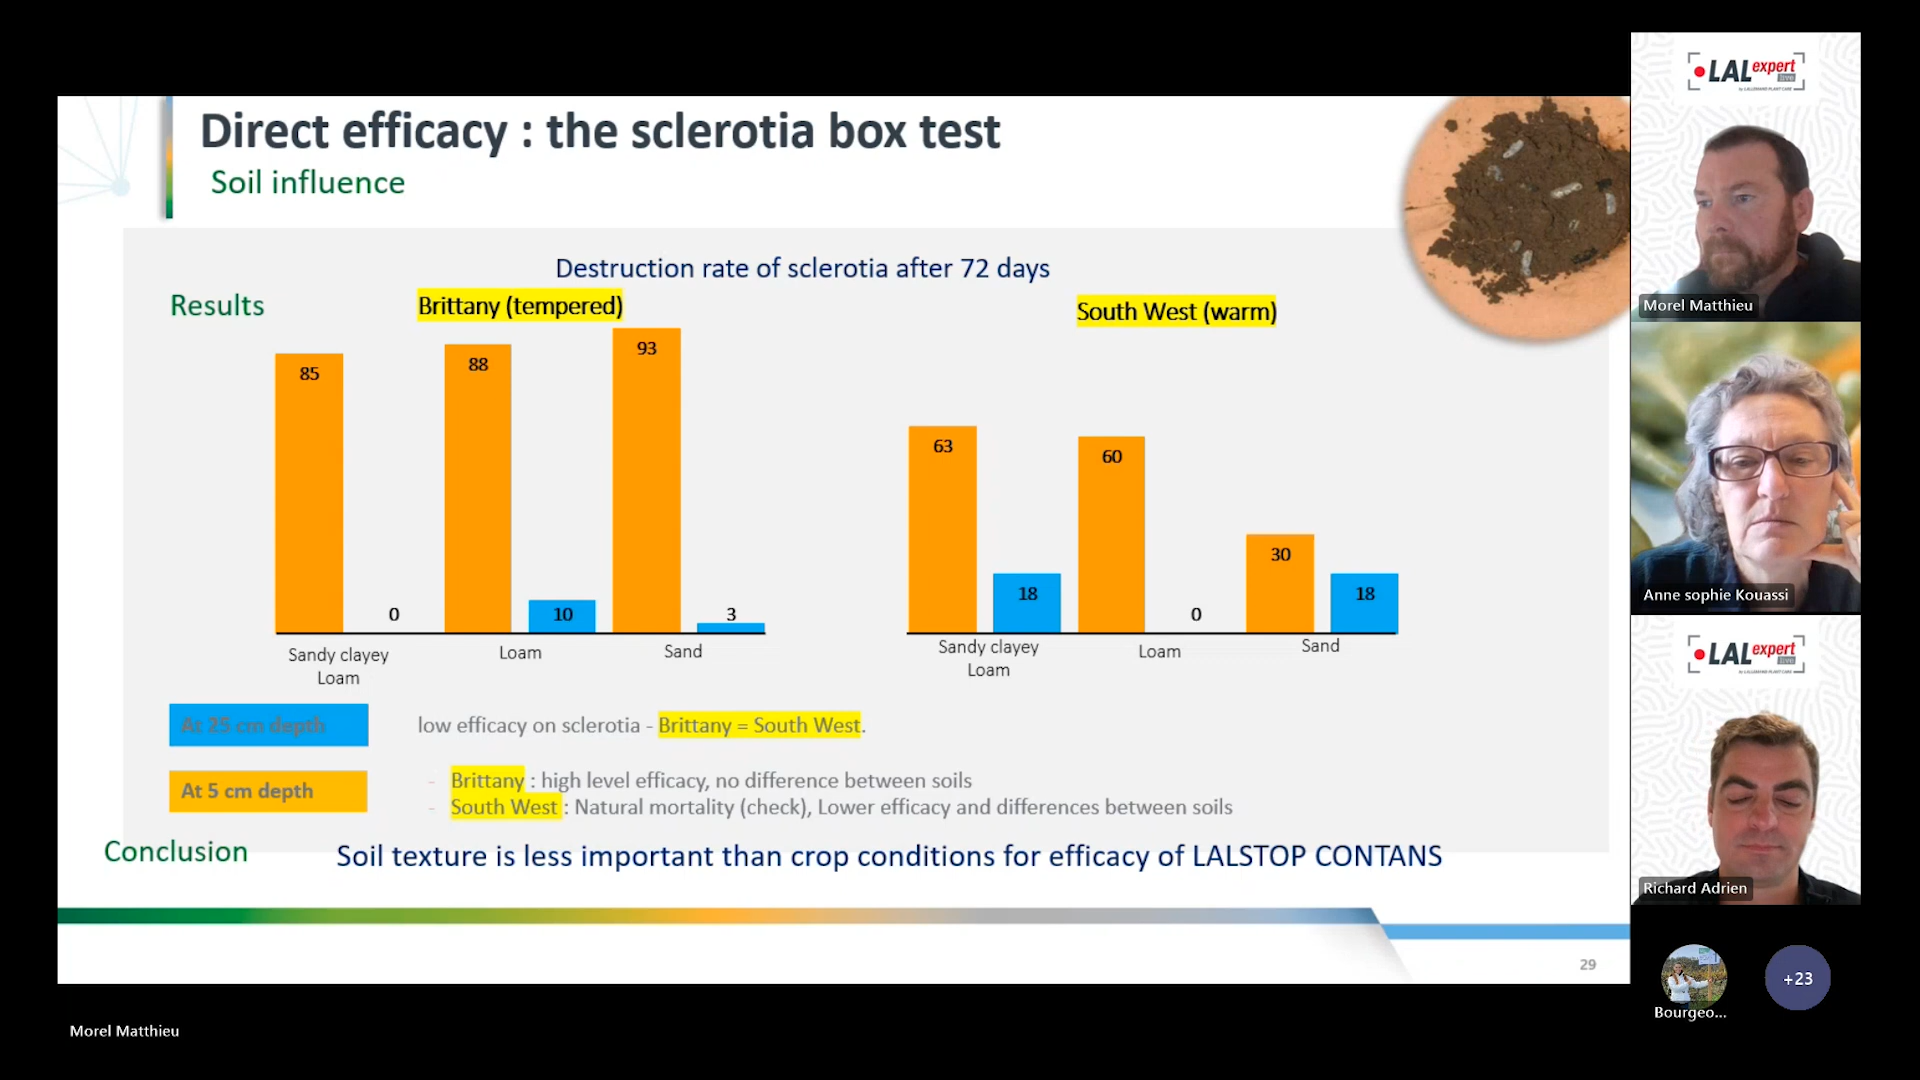 Direct efficacy : the sclerotia box test
Soil influence
Destruction rate of sclerotia after 72 days
Results
Brittany (tempered)
South West (warm)
85
0
88
10
93
3
63
18
60
0
30
18
Sandy clayey
Loam
Loam
Sand
Sandy clayey
Loam
Loam
Sand
At 25 cm depth
low efficacy on sclerotia - Brittany = South West.
At 5 cm depth
- Brittany : high level efficacy, no difference between soils
- South West : Natural mortality (check), Lower efficacy and differences between soils
Conclusion
Soil texture is less important than crop conditions for efficacy of LALSTOP CONTANS
29
Morel Matthieu
LALexpert
live
Morel Matthieu
Anne sophie Kouassi
LALexpert
live
Richard Adrien
Bourgeo...
+23